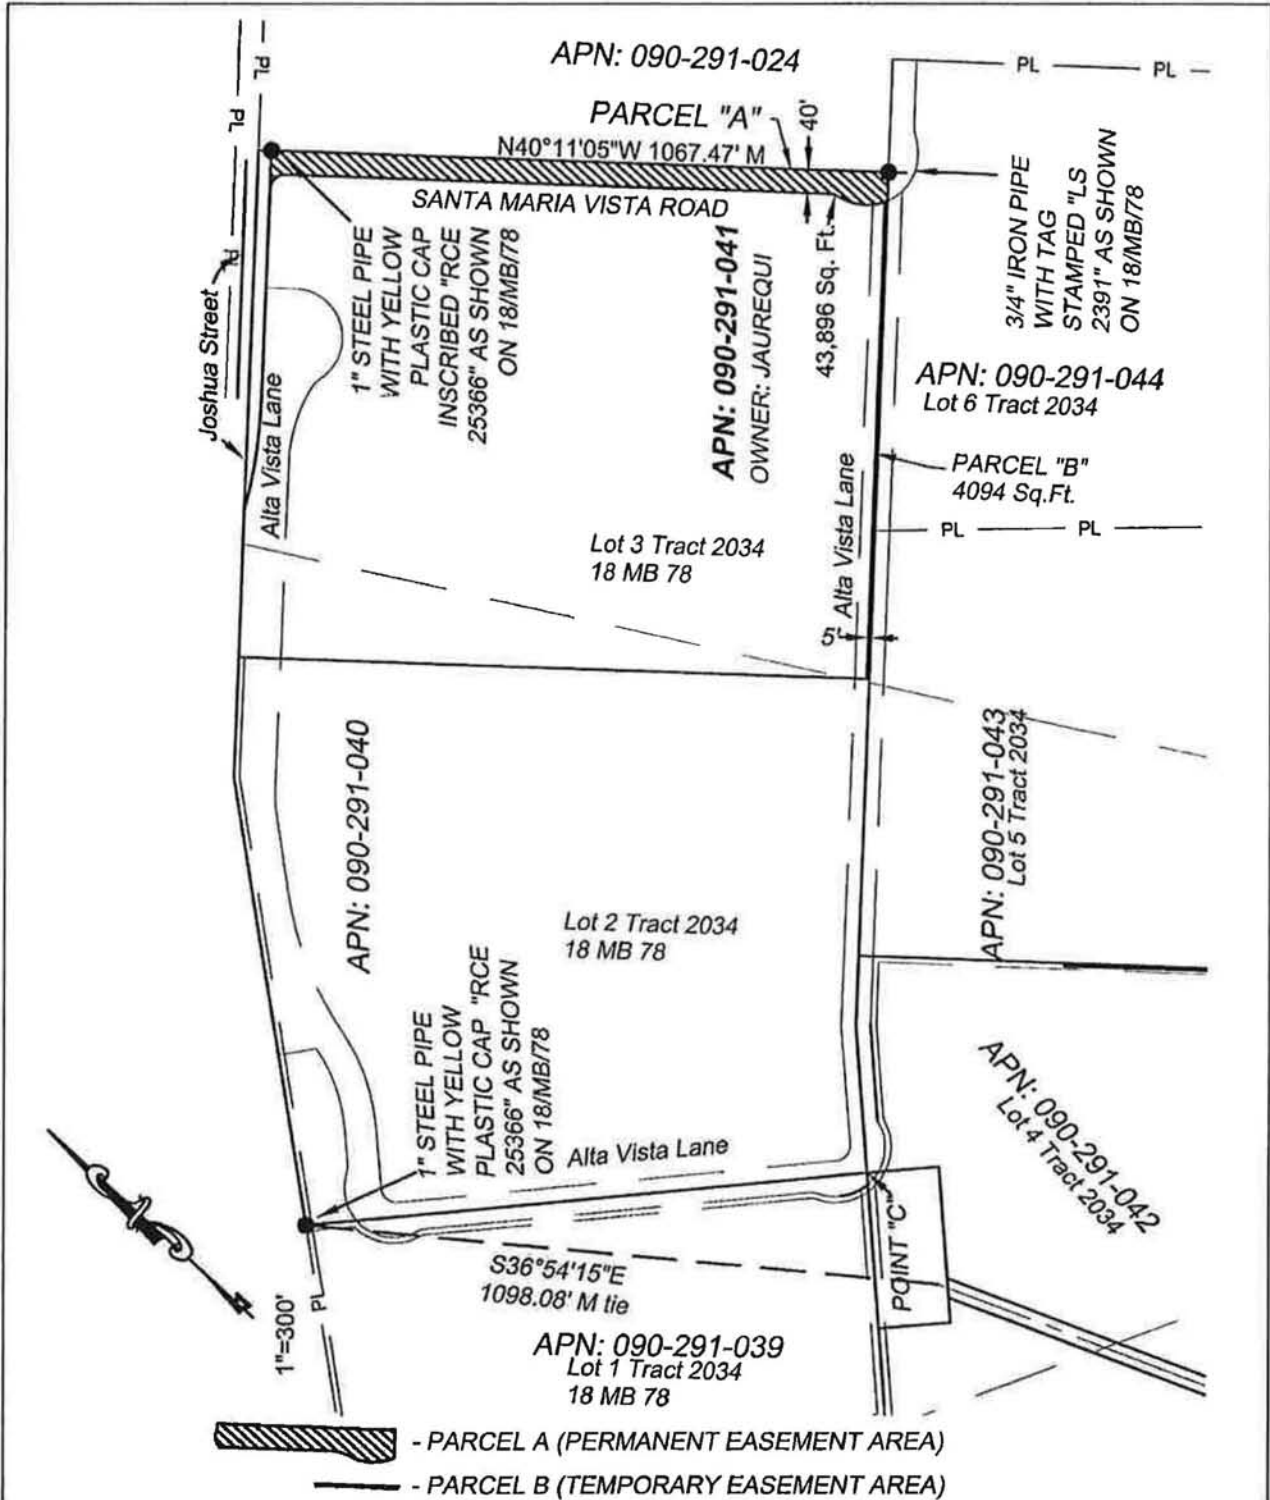 APN: 090-291-024
PL
PL
PL
PL
PL
PARCEL "A"
40'
N40°11'05"W 1067.47' M
SANTA MARIA VISTA ROAD
3/4" IRON PIPE
WITH TAG
STAMPED "LS
2391" AS SHOWN
ON 18/MB/78
1" STEEL PIPE
WITH YELLOW
PLASTIC CAP
INSCRIBED "RCE
25366" AS SHOWN
ON 18/MB/78
APN: 090-291-041
OWNER: JAUREQUI
43,896 Sq. Ft.
Joshua Street
Alta Vista Lane
APN: 090-291-044
Lot 6 Tract 2034
PARCEL "B"
4094 Sq.Ft.
PL
PL
Alta Vista Lane
Lot 3 Tract 2034
18 MB 78
5'
APN: 090-291-040
APN: 090-291-043
Lot 5 Tract 2034
Lot 2 Tract 2034
18 MB 78
1" STEEL PIPE
WITH YELLOW
PLASTIC CAP "RCE
25366" AS SHOWN
ON 18/MB/78
APN: 090-291-042
Lot 4 Tract 2034
Alta Vista Lane
POINT "C"
S36°54'15"E
1098.08' M tie
1"=300'
PL
APN: 090-291-039
Lot 1 Tract 2034
18 MB 78
- PARCEL A (PERMANENT EASEMENT AREA)
- PARCEL B (TEMPORARY EASEMENT AREA)